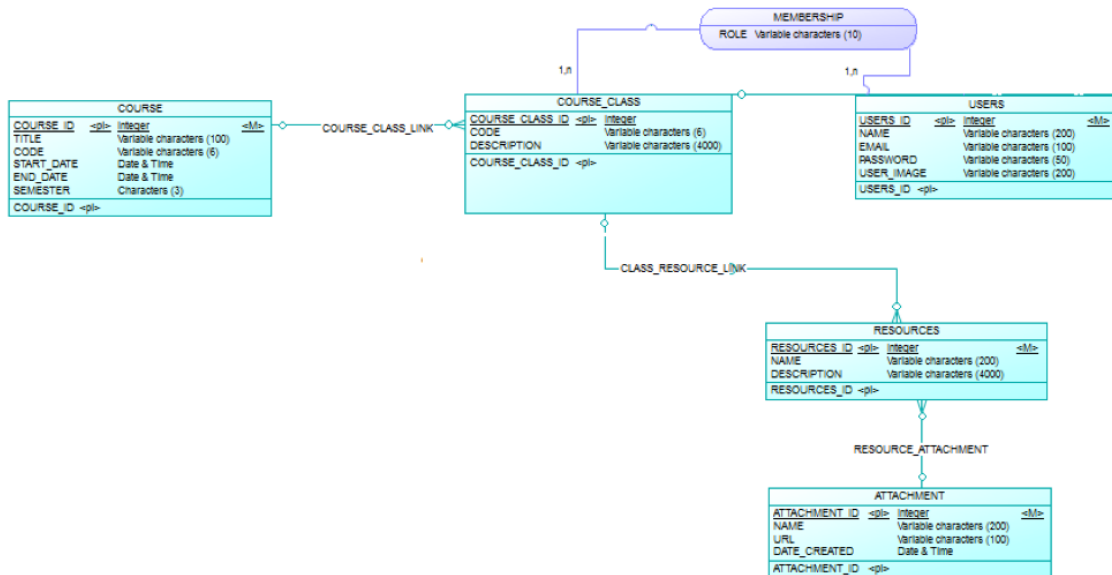 MEMBERSHIP
ROLE Variable characters (10)
1,n
1,n
COURSE
COURSE_ID <pi> Integer <M>
TITLE Variable characters (100)
CODE Variable characters (6)
START_DATE Date & Time
END_DATE Date & Time
SEMESTER Characters (3)
COURSE_ID <pi>
COURSE_CLASS_LINK
COURSE_CLASS
COURSE_CLASS_ID <pi> Integer
CODE Variable characters (6)
DESCRIPTION Variable characters (4000)
COURSE_CLASS_ID <pi>
USERS
USERS_ID <pi> Integer <M>
NAME Variable characters (200)
EMAIL Variable characters (100)
PASSWORD Variable characters (50)
USER_IMAGE Variable characters (200)
USERS_ID <pi>
CLASS_RESOURCE_LINK
RESOURCES
RESOURCES_ID <pi> Integer <M>
NAME Variable characters (200)
DESCRIPTION Variable characters (4000)
RESOURCES_ID <pi>
RESOURCE_ATTACHMENT
ATTACHMENT
ATTACHMENT_ID <pi> Integer <M>
NAME Variable characters (200)
URL Variable characters (100)
DATE_CREATED Date & Time
ATTACHMENT_ID <pi>